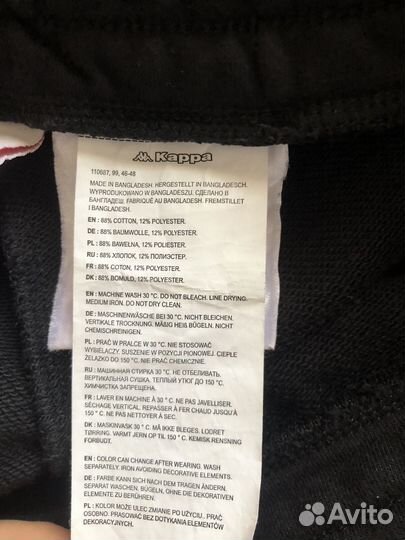 Kappa
110687, 99, 46-48
MADE IN BANGLADESH. HERGESTELLT IN BANGLADESCH.
WYPRODUKOWANO W BANGLADESZU. СДЕЛАНО В
БАНГЛАДЕШ. FABRIQUÉ AU BANGLADESH. FREMSTILLET
I BANGLADESH.
EN : 88% COTTON, 12% POLYESTER.
DE : 88% BAUMWOLLE, 12% POLYESTER.
PL : 88% BAWEŁNA, 12% POLIESTER.
RU : 88% ХЛОПОК, 12% ПОЛИЭСТЕР.
FR : 88% COTON, 12% POLYESTER.
DK : 88% BOMULD, 12% POLYESTER.
EN : MACHINE WASH 30 °C. DO NOT BLEACH. LINE DRYING.
MEDIUM IRON. DO NOT DRY CLEAN.
DE : MASCHINENWÄSCHE BEI 30 °C. NICHT BLEICHEN.
VERTIKALE TROCKNUNG. MÄßIG HEIß BÜGELN. NICHT
CHEMISCHREINIGEN.
PL : PRAĆ W PRALCE W 30 °C. NIE STOSOWAĆ
WYBIELACZY. SUSZENIE W POZYCJI PIONOWEJ. CIEPŁE
ŻELAZKO DO 150 °C. NIE PRAĆ CHEMICZNIE.
RU : МАШИННАЯ СТИРКА 30 °C. НЕ ОТБЕЛИВАТЬ.
ВЕРТИКАЛЬНАЯ СУШКА. ТЕПЛЫЙ УТЮГ ДО 150 °C.
ХИМЧИСТКА ЗАПРЕЩЕНА.
FR : LAVER EN MACHINE À 30 °C. NE PAS JAVELLISER.
SÉCHAGE VERTICAL. REPASSER À FER CHAUD JUSQU'À
150 °C. NE PAS NETTOYER À SEC.
DK : MASKINVASK 30 °C. MÅ IKKE BLEGES. LODRET
TØRRING. VARMT JERN OP TIL 150 °C. KEMISK RENSNING
FORBUDT.
EN : COLOR CAN CHANGE AFTER WEARING. WASH
SEPARATELY. IRON AVOIDING DECORATIVE ELEMENTS.
DE : FARBE KANN SICH NACH DEM TRAGEN ÄNDERN.
SEPARAT WASCHEN. BÜGELN, OHNE DIE DEKORATIVEN
ELEMENTE.
PL : KOLOR MOŻE ZMIENIAĆ SIĘ PO UŻYCIU. PRAĆ
OSOBNO. PRASOWAĆ BEZ DOTYKANIA ELEMENTÓW
DEKORACYJNYCH.
Avito